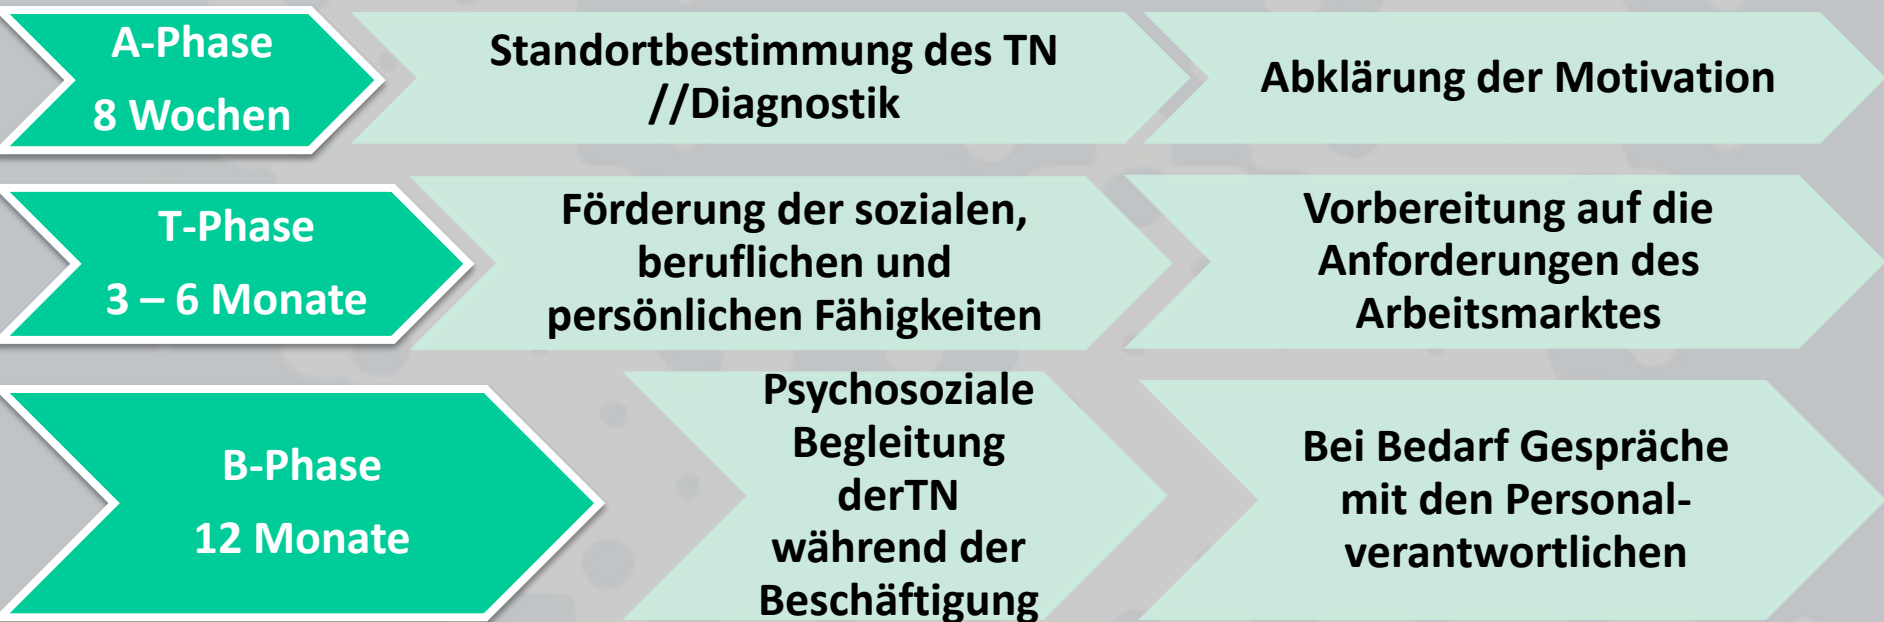 A-Phase
8 Wochen
Standortbestimmung des TN
//Diagnostik
Abklärung der Motivation
T-Phase
3 – 6 Monate
Förderung der sozialen,
beruflichen und
persönlichen Fähigkeiten
Vorbereitung auf die
Anforderungen des
Arbeitsmarktes
B-Phase
12 Monate
Psychosoziale
Begleitung
derTN
während der
Beschäftigung
Bei Bedarf Gespräche
mit den Personal-
verantwortlichen